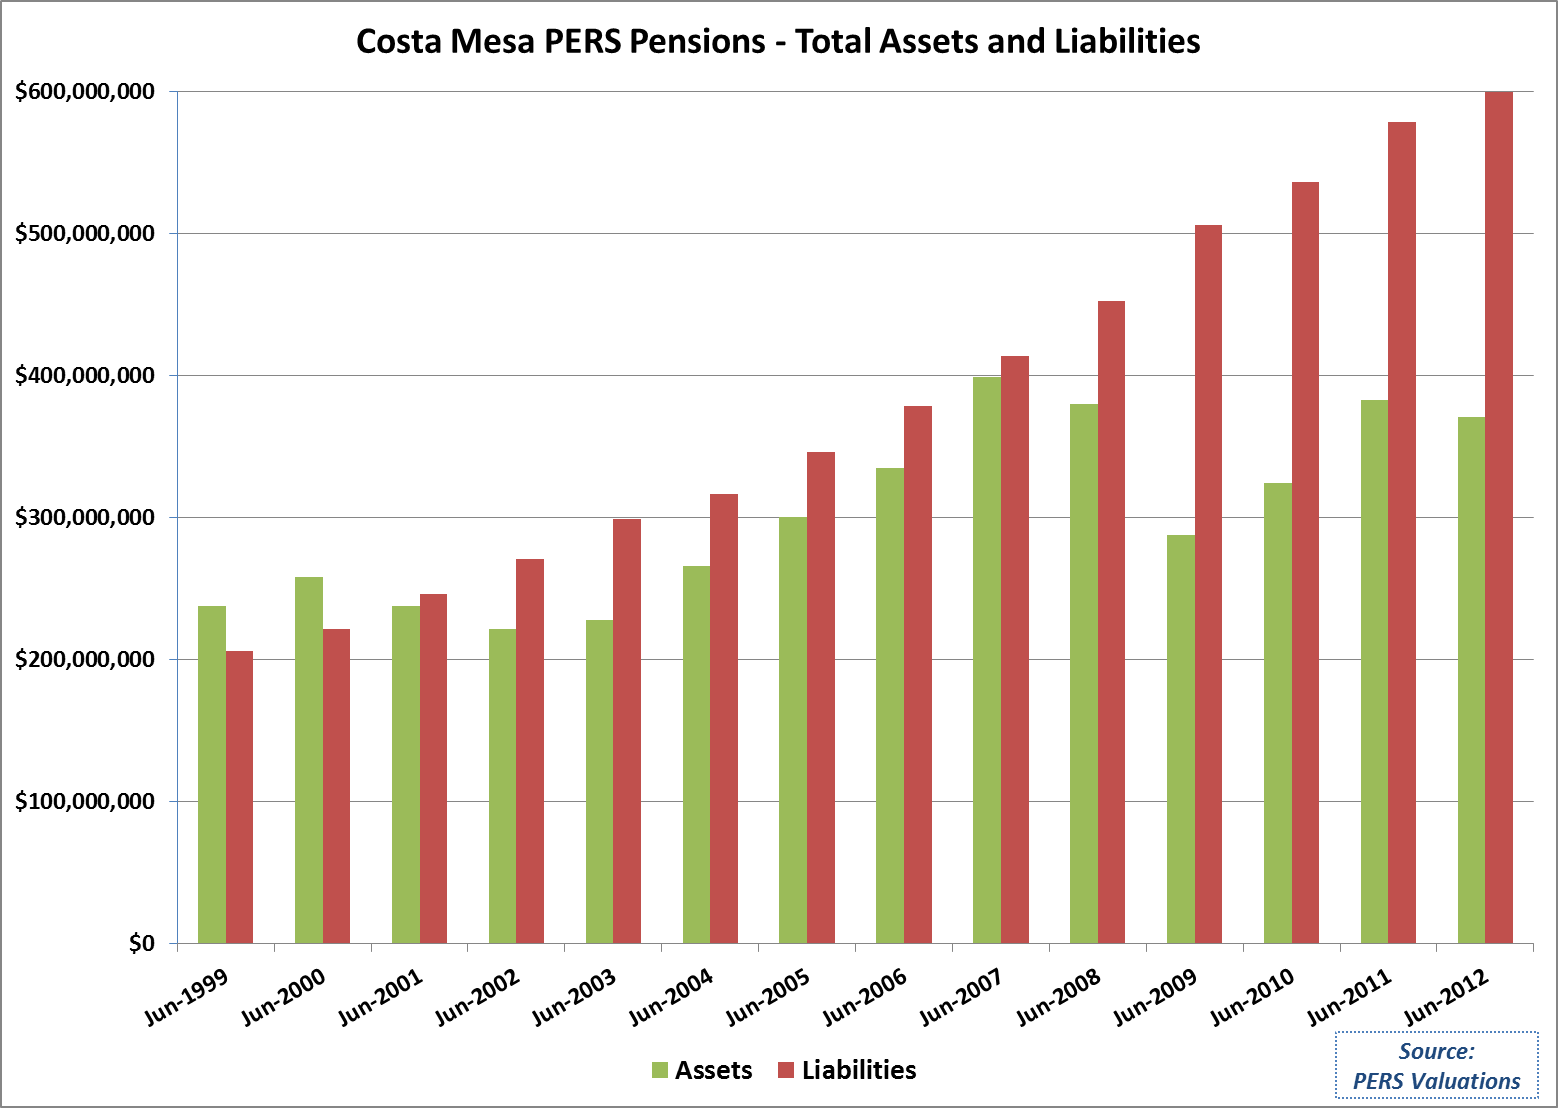 Costa Mesa PERS Pensions - Total Assets and Liabilities
$600,000,000
$500,000,000
$400,000,000
$300,000,000
$200,000,000
$100,000,000
$0
Jun-1999
Jun-2000
Jun-2001
Jun-2002
Jun-2003
Jun-2004
Jun-2005
Jun-2006
Jun-2007
Jun-2008
Jun-2009
Jun-2010
Jun-2011
Jun-2012
Assets
Liabilities
Source:
PERS Valuations